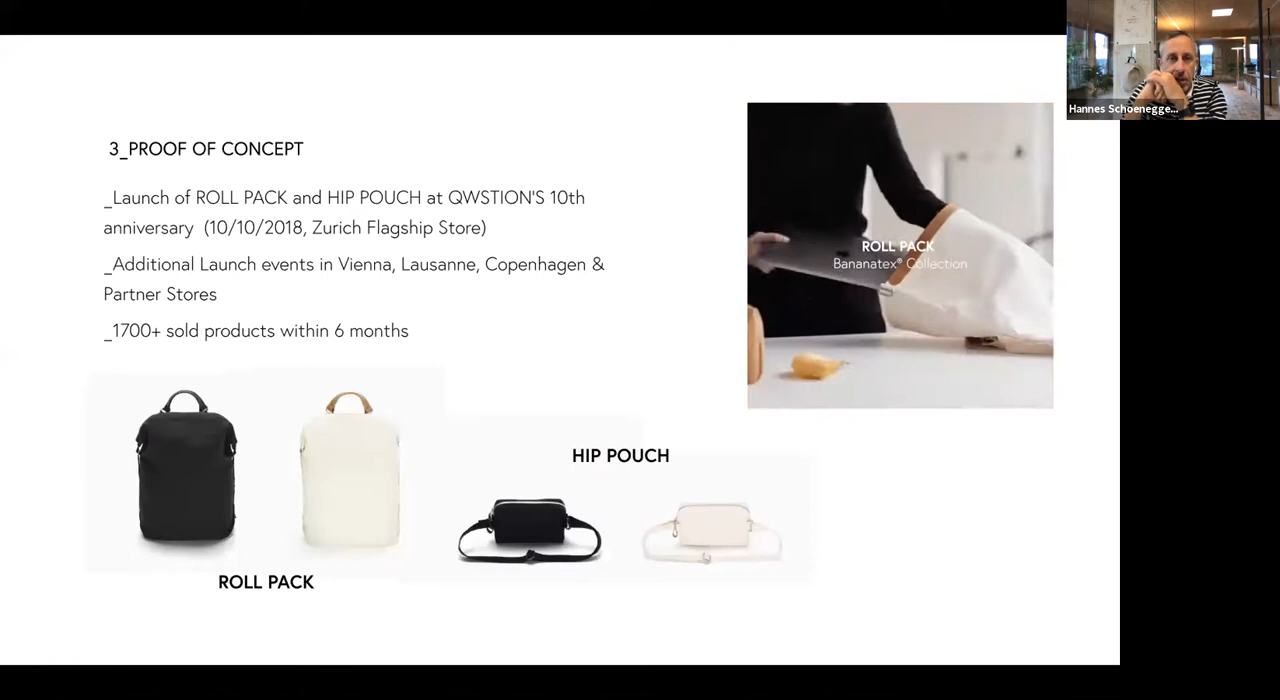 Hannes Schoenegge...
3_PROOF OF CONCEPT
_Launch of ROLL PACK and HIP POUCH at QWSTION'S 10th
anniversary (10/10/2018, Zurich Flagship Store)
_Additional Launch events in Vienna, Lausanne, Copenhagen &
Partner Stores
_1700+ sold products within 6 months
ROLL PACK
Bananatex® Collection
HIP POUCH
ROLL PACK